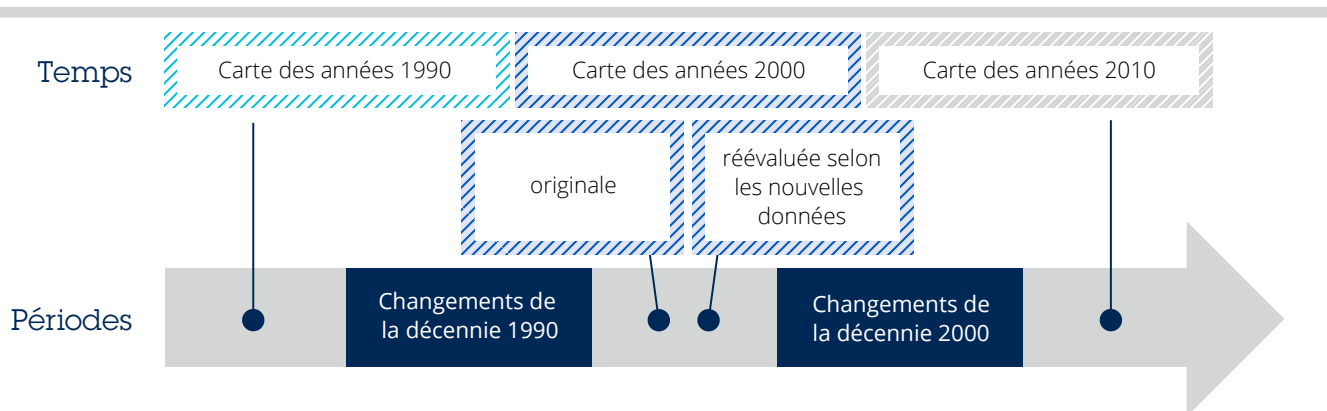 Temps
Carte des années 1990
Carte des années 2000
Carte des années 2010
originale
réévaluée selon
les nouvelles
données
Périodes
Changements de
la décennie 1990
Changements de
la décennie 2000